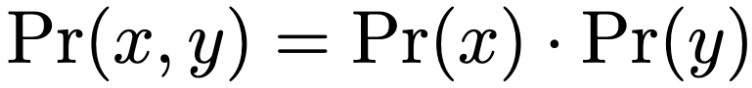 Pr(x, y) = Pr(x) · Pr(y)